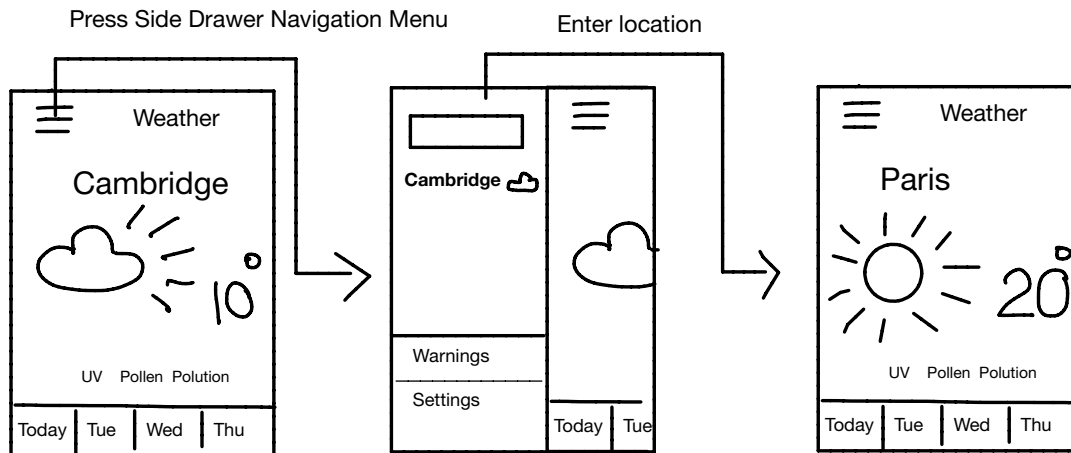 Press Side Drawer Navigation Menu
Enter location
Weather
Cambridge
10°
UV Pollen Polution
Today Tue Wed Thu
Cambridge
Warnings
Settings
Today Tue
Weather
Paris
20°
UV Pollen Polution
Today Tue Wed Thu